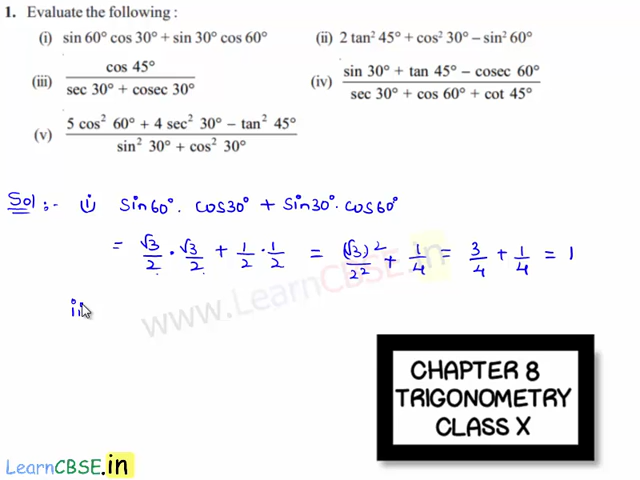 1. Evaluate the following :
(i) sin 60° cos 30° + sin 30° cos 60° (ii) 2 tan² 45° + cos² 30° – sin² 60°
(iii) cos 45° / (sec 30° + cosec 30°) (iv) (sin 30° + tan 45° – cosec 60°) / (sec 30° + cos 60° + cot 45°)
(v) (5 cos² 60° + 4 sec² 30° – tan² 45°) / (sin² 30° + cos² 30°)
Sol:- i) sin60°. cos30° + sin30°. cos60°
= √3/2 . √3/2 + 1/2 . 1/2 = (√3)²/2² + 1/4 = 3/4 + 1/4 = 1
ii
www.LearnCBSE.in
CHAPTER 8
TRIGONOMETRY
CLASS X
LearnCBSE.in